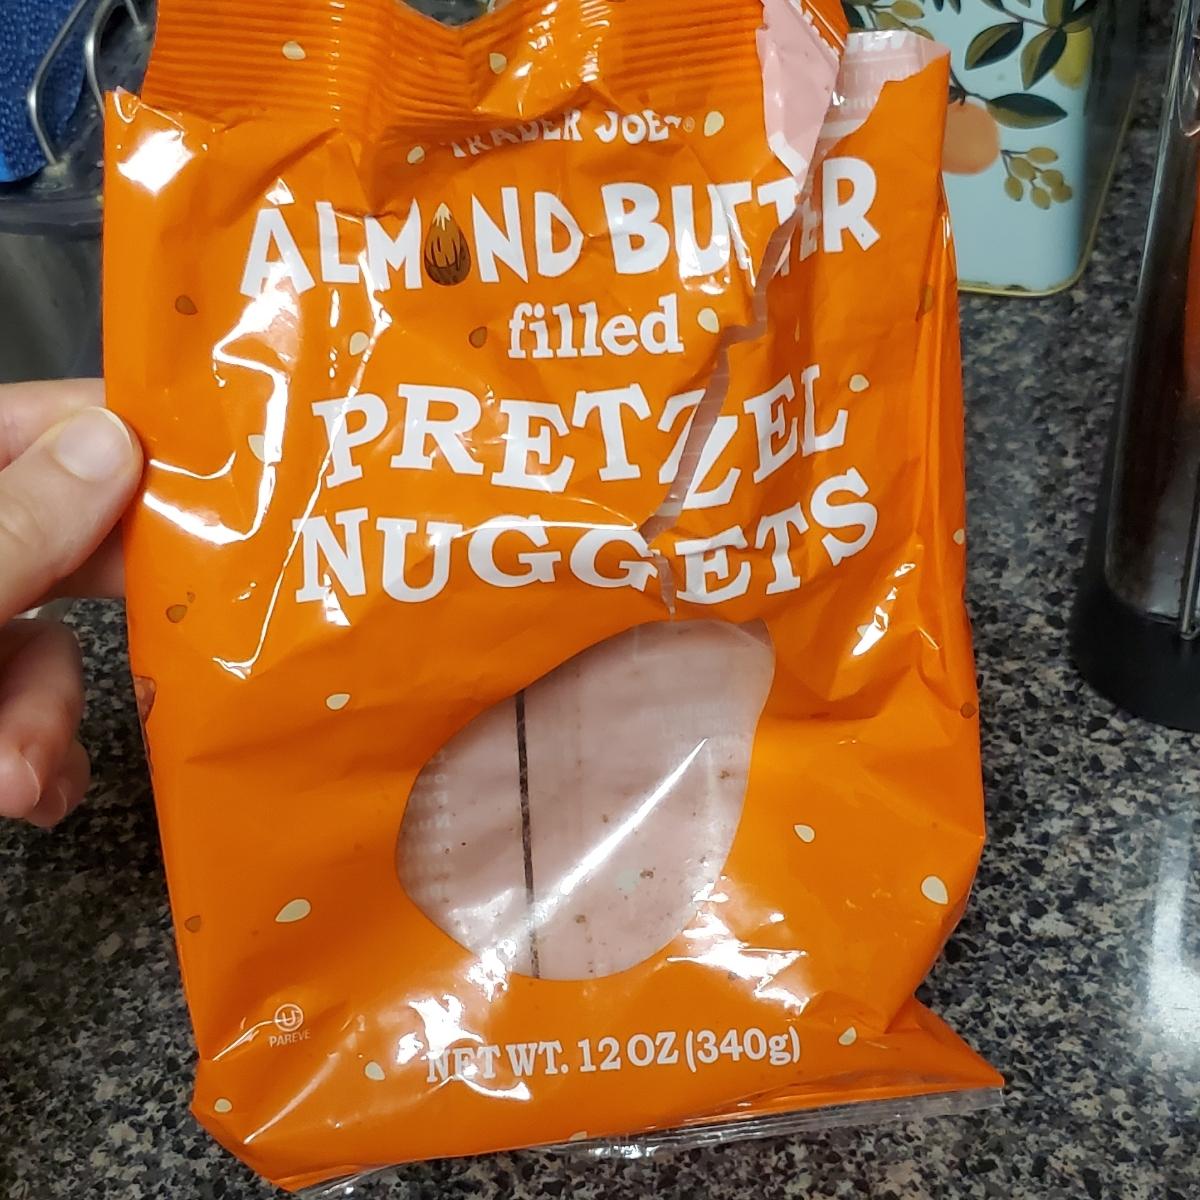 TRADER JOE'S®
ALMOND BUTTER
filled
PRETZEL
NUGGETS
U
PAREVE
NET WT. 12 OZ (340g)